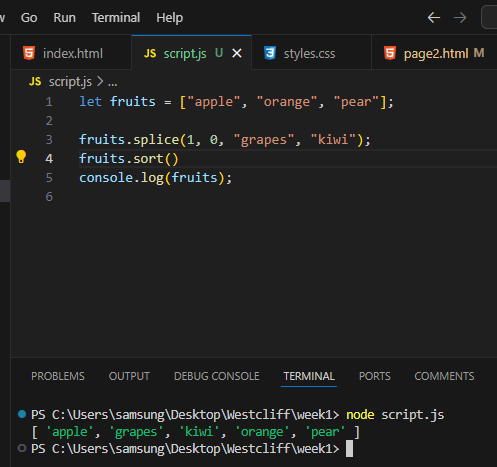 Go Run Terminal Help
index.html JS script.js U styles.css page2.html M
JS script.js > ...
1 let fruits = ["apple", "orange", "pear"];
2
3 fruits.splice(1, 0, "grapes", "kiwi");
4 fruits.sort()
5 console.log(fruits);
6
PROBLEMS OUTPUT DEBUG CONSOLE TERMINAL PORTS COMMENTS
PS C:\Users\samsung\Desktop\Westcliff\week1> node script.js
[ 'apple', 'grapes', 'kiwi', 'orange', 'pear' ]
PS C:\Users\samsung\Desktop\Westcliff\week1>